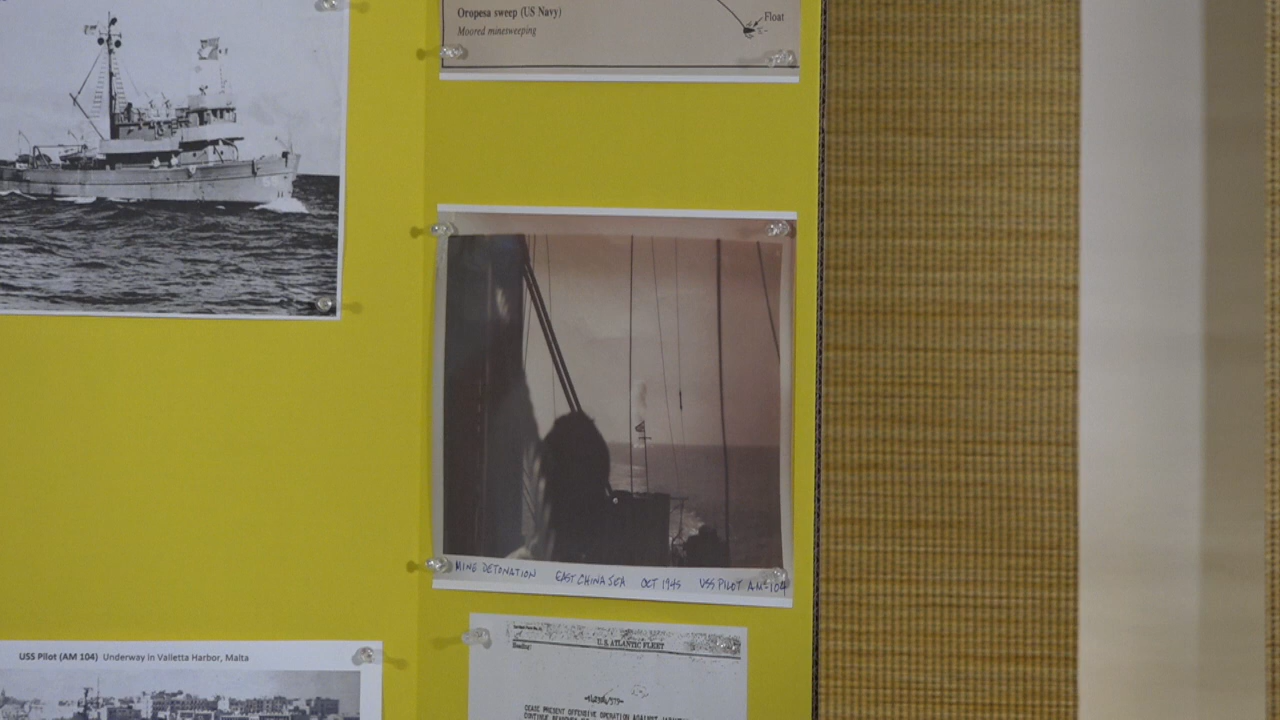 Oropesa sweep (US Navy)
Moored minesweeping
Float
MINE DETONATION EAST CHINA SEA OCT 1945 USS PILOT AM-104
USS Pilot (AM 104) Underway in Valletta Harbor, Malta
U.S. ATLANTIC FLEET
CEASE PRESENT OFFENSIVE OPERATION AGAINST
CONTINUE